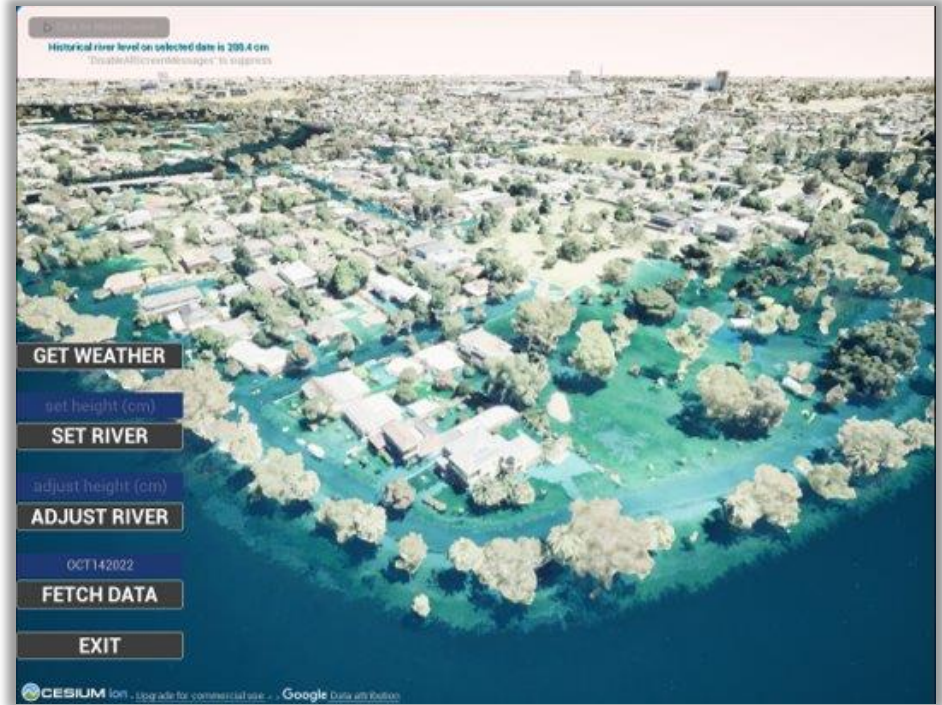 Historical river level on selected date is 288.4 cm
'DisableAllScreenMessages' to suppress
GET WEATHER
set height (cm)
SET RIVER
adjust height (cm)
ADJUST RIVER
OCT142022
FETCH DATA
EXIT
CESIUM ion Upgrade for commercial use Google Data attribution